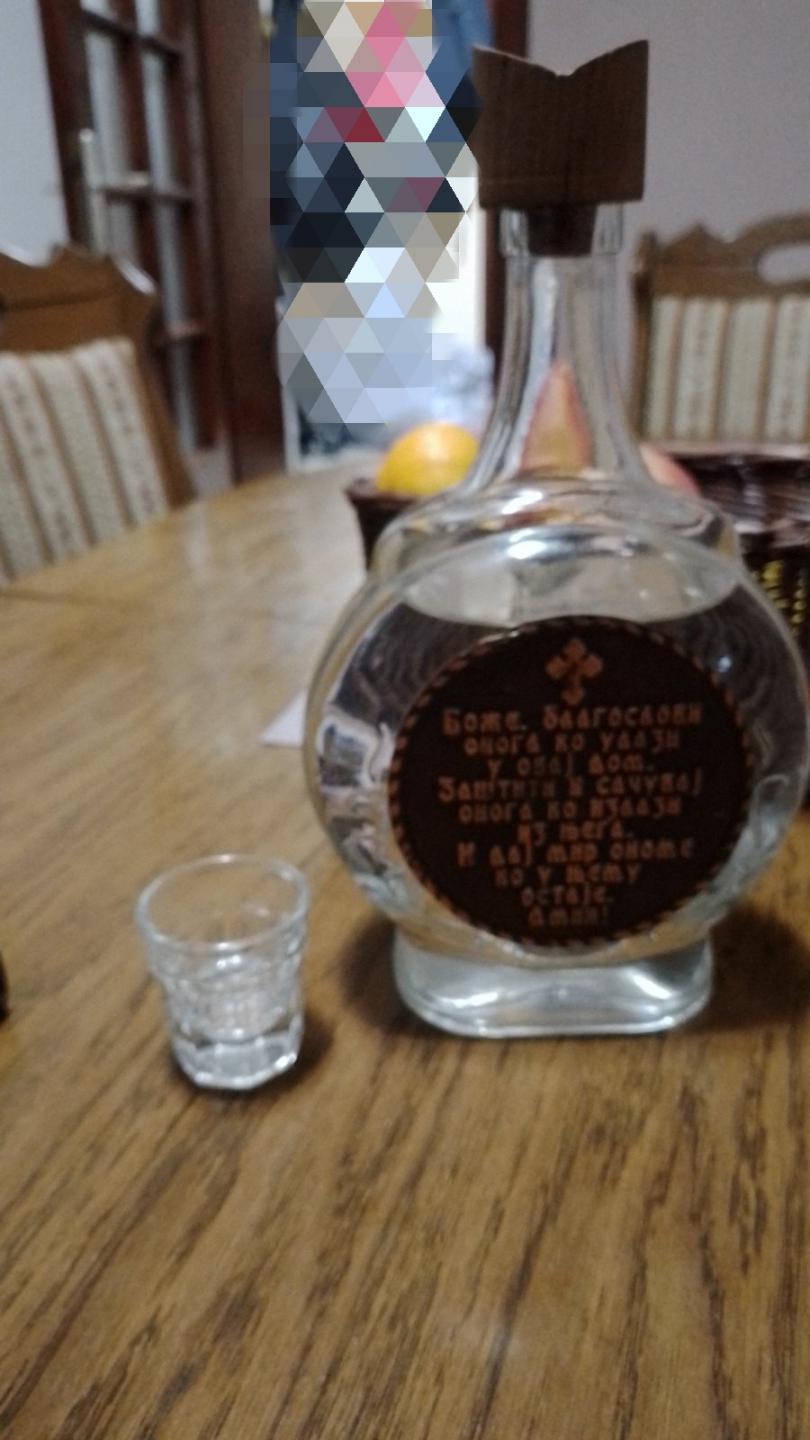 Боже, благослови
онога ко улази
у овај дом.
Заштити и сачувај
онога ко излази
из њега.
И дај мир ономе
ко у њему
остаје.
Амин!